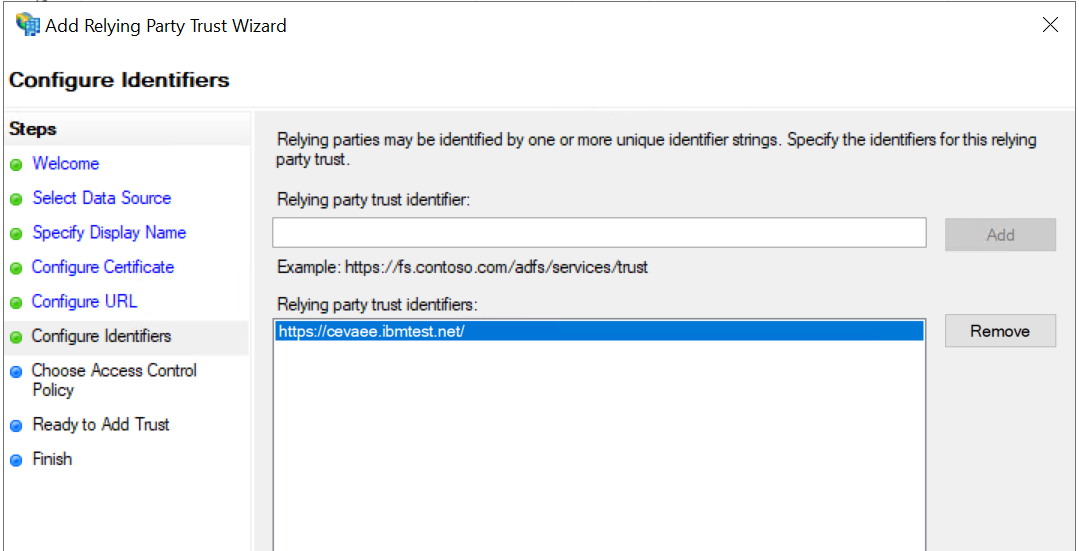 Add Relying Party Trust Wizard
Configure Identifiers
Steps
Welcome
Select Data Source
Specify Display Name
Configure Certificate
Configure URL
Configure Identifiers
Choose Access Control
Policy
Ready to Add Trust
Finish
Relying parties may be identified by one or more unique identifier strings. Specify the identifiers for this relying
party trust.
Relying party trust identifier:
Add
Example: https://fs.contoso.com/adfs/services/trust
Relying party trust identifiers:
https://cevaee.ibmtest.net/
Remove